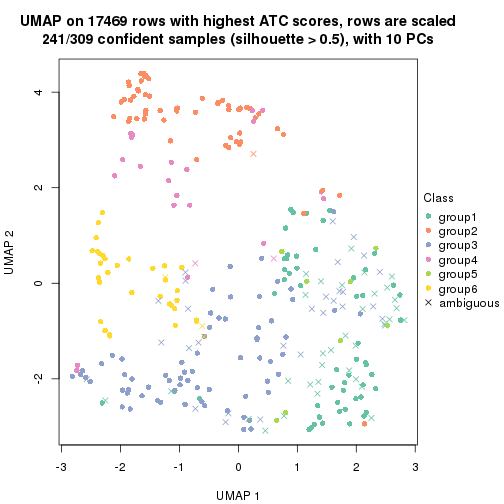 UMAP on 17469 rows with highest ATC scores, rows are scaled
241/309 confident samples (silhouette > 0.5), with 10 PCs
UMAP 2
4
2
0
-2
-3
-2
-1
0
1
2
3
UMAP 1
Class
group1
group2
group3
group4
group5
group6
ambiguous